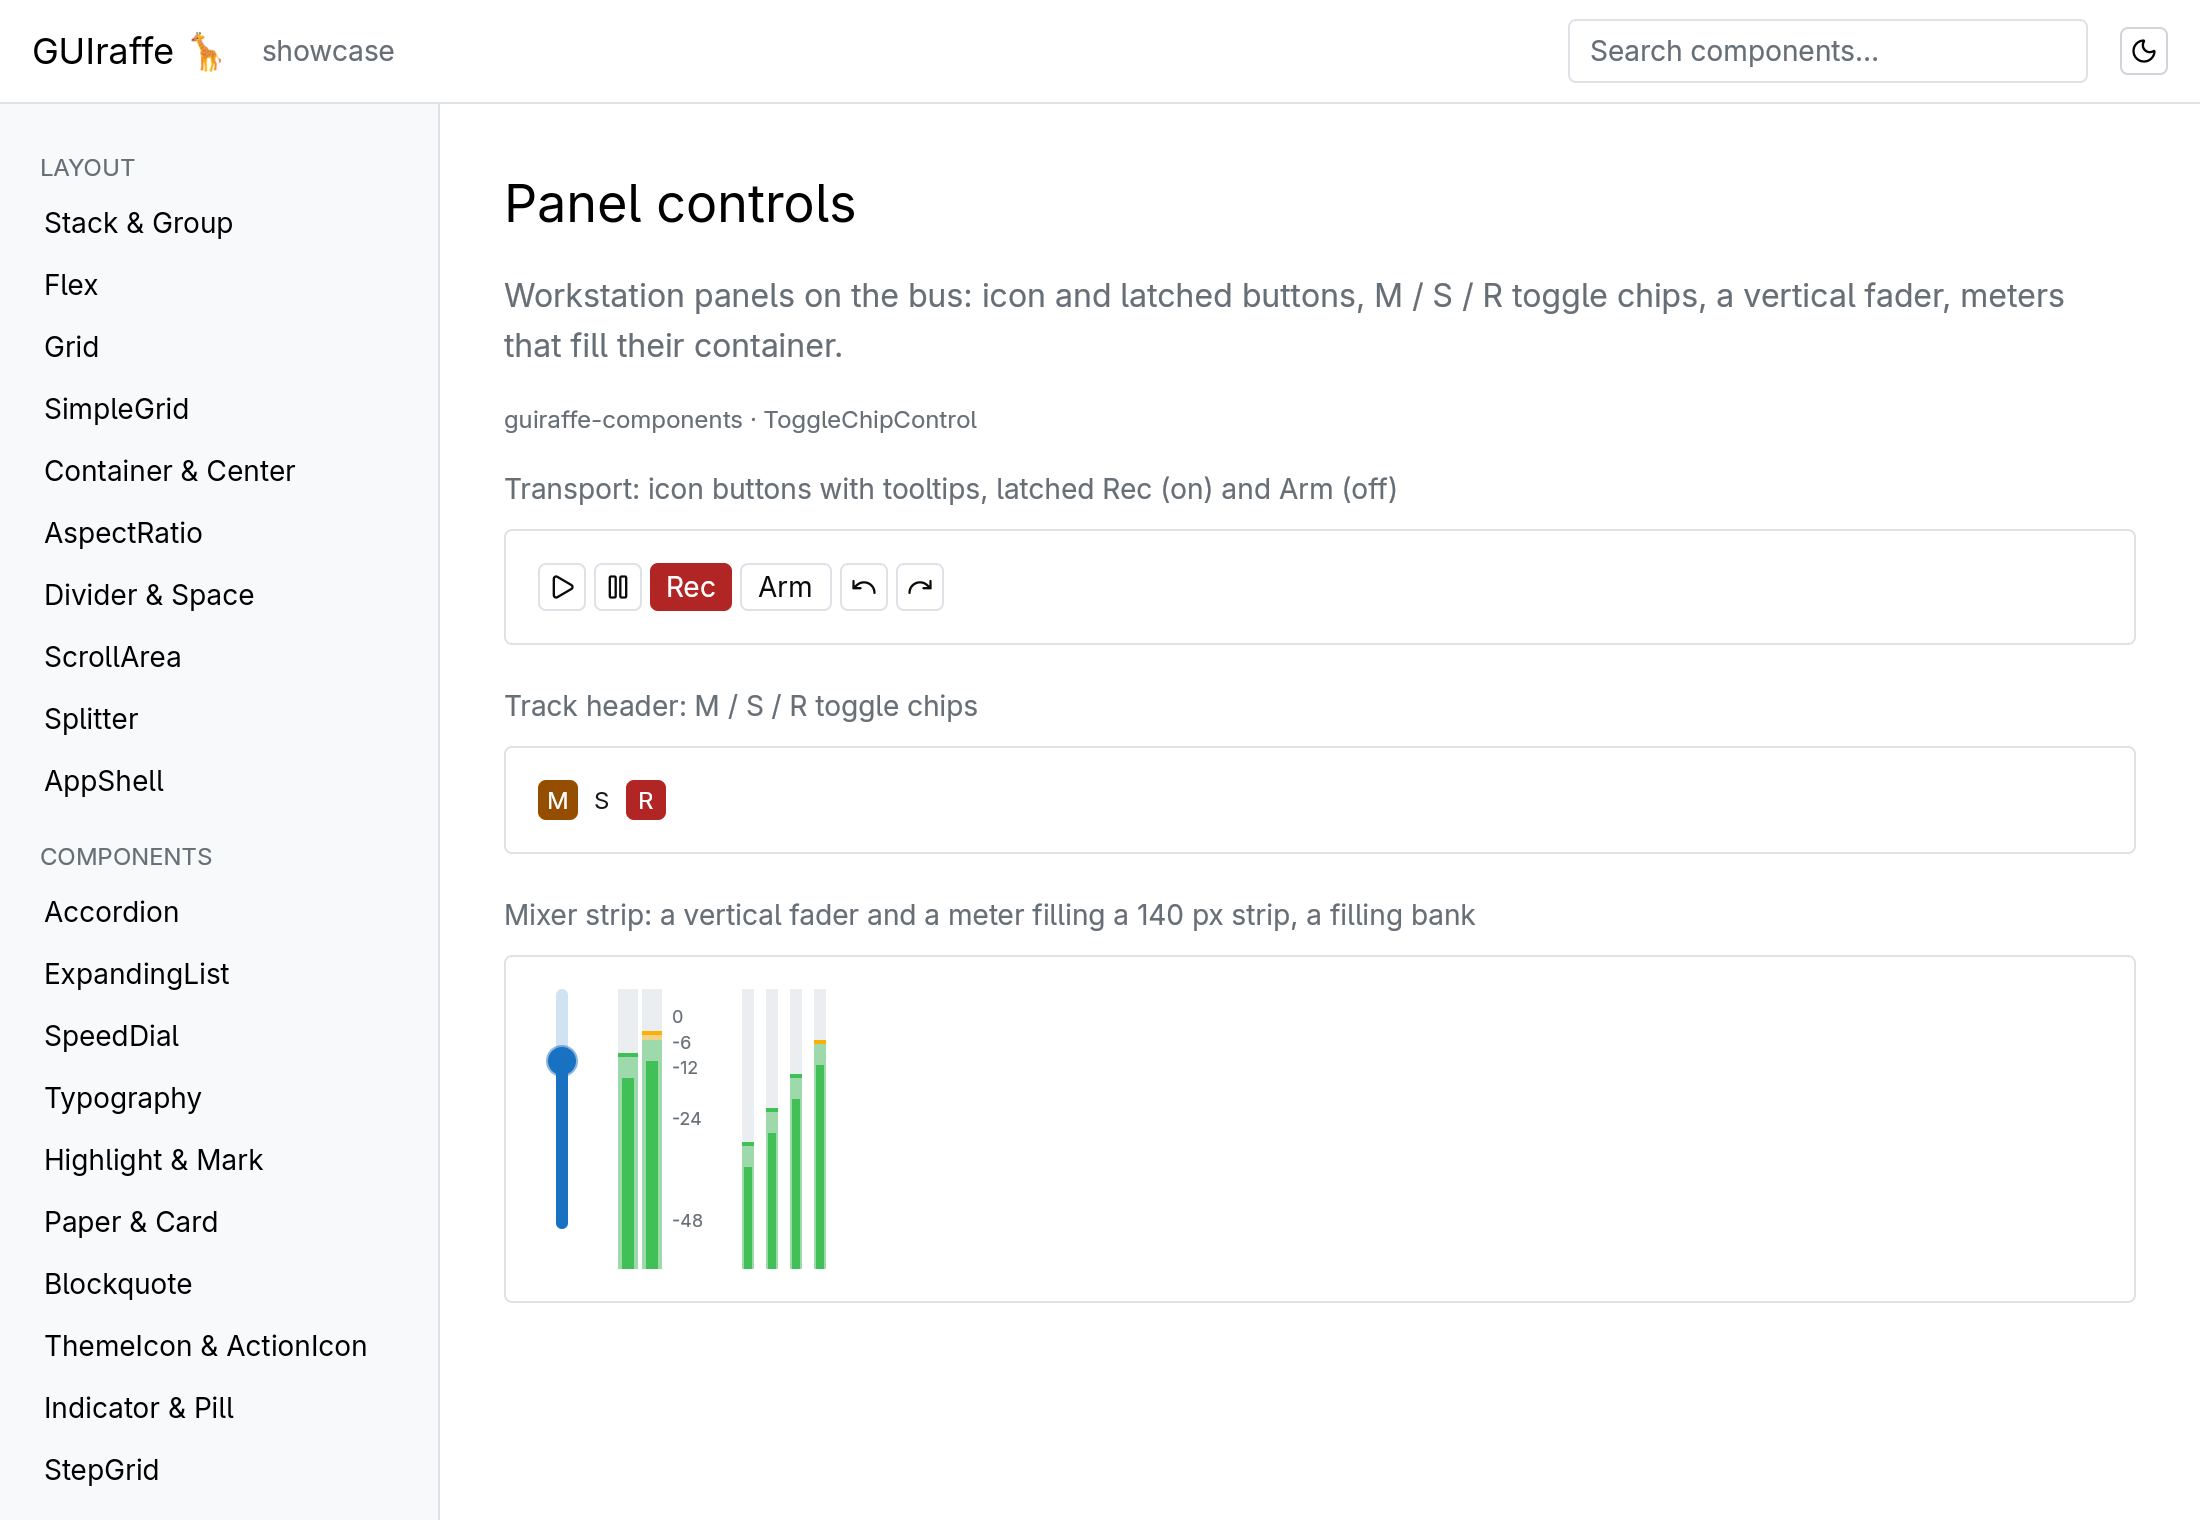 GUIraffe 🦒 showcase
Search components...
LAYOUT
Stack & Group
Flex
Grid
SimpleGrid
Container & Center
AspectRatio
Divider & Space
ScrollArea
Splitter
AppShell
COMPONENTS
Accordion
ExpandingList
SpeedDial
Typography
Highlight & Mark
Paper & Card
Blockquote
ThemeIcon & ActionIcon
Indicator & Pill
StepGrid
Panel controls
Workstation panels on the bus: icon and latched buttons, M / S / R toggle chips, a vertical fader, meters
that fill their container.
guiraffe-components · ToggleChipControl
Transport: icon buttons with tooltips, latched Rec (on) and Arm (off)
Rec Arm
Track header: M / S / R toggle chips
M S R
Mixer strip: a vertical fader and a meter filling a 140 px strip, a filling bank
0
-6
-12
-24
-48